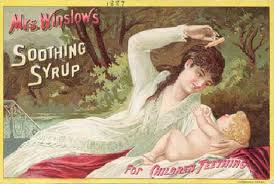 1887
Mrs. Winslow's
Soothing
Syrup
For Children Teething